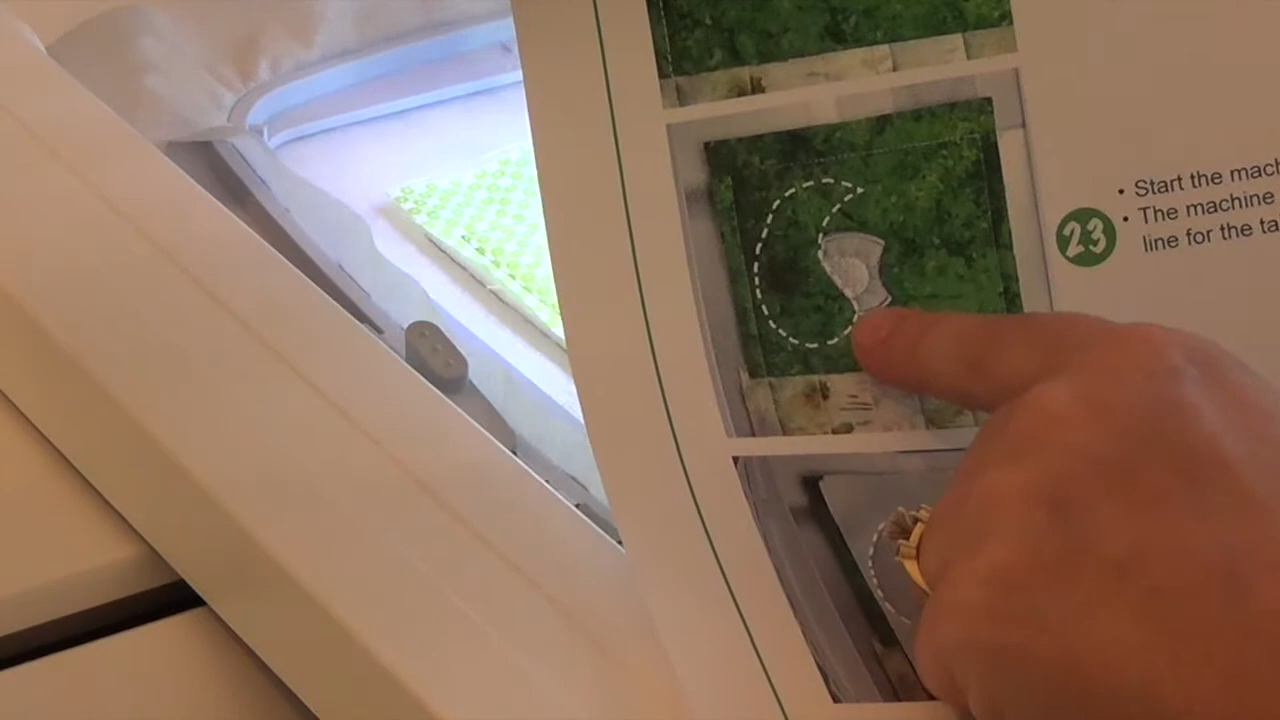 • Start the mach
23
• The machine
line for the ta